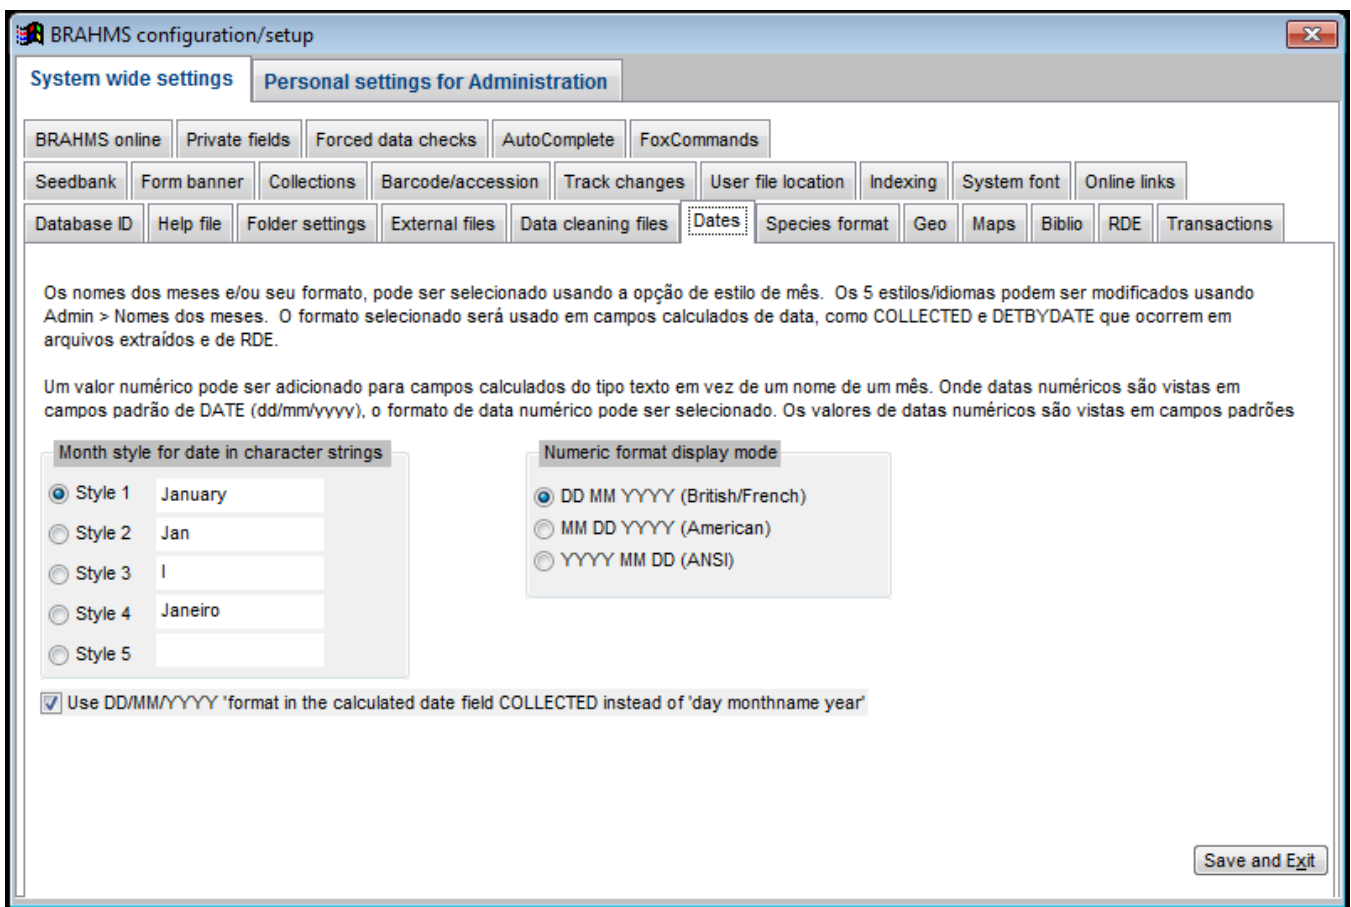 BRAHMS configuration/setup
System wide settings
Personal settings for Administration
BRAHMS online Private fields Forced data checks AutoComplete FoxCommands
Seedbank Form banner Collections Barcode/accession Track changes User file location Indexing System font Online links
Database ID Help file Folder settings External files Data cleaning files Dates Species format Geo Maps Biblio RDE Transactions
Os nomes dos meses e/ou seu formato, pode ser selecionado usando a opção de estilo de mês. Os 5 estilos/idiomas podem ser modificados usando
Admin > Nomes dos meses. O formato selecionado será usado em campos calculados de data, como COLLECTED e DETBYDATE que ocorrem em
arquivos extraídos e de RDE.
Um valor numérico pode ser adicionado para campos calculados do tipo texto em vez de um nome de um mês. Onde datas numéricos são vistas em
campos padrão de DATE (dd/mm/yyyy), o formato de data numérico pode ser selecionado. Os valores de datas numéricos são vistas em campos padrões
Month style for date in character strings
Style 1 January
Style 2 Jan
Style 3 I
Style 4 Janeiro
Style 5
Numeric format display mode
DD MM YYYY (British/French)
MM DD YYYY (American)
YYYY MM DD (ANSI)
Use DD/MM/YYYY 'format in the calculated date field COLLECTED instead of 'day monthname year'
Save and Exit